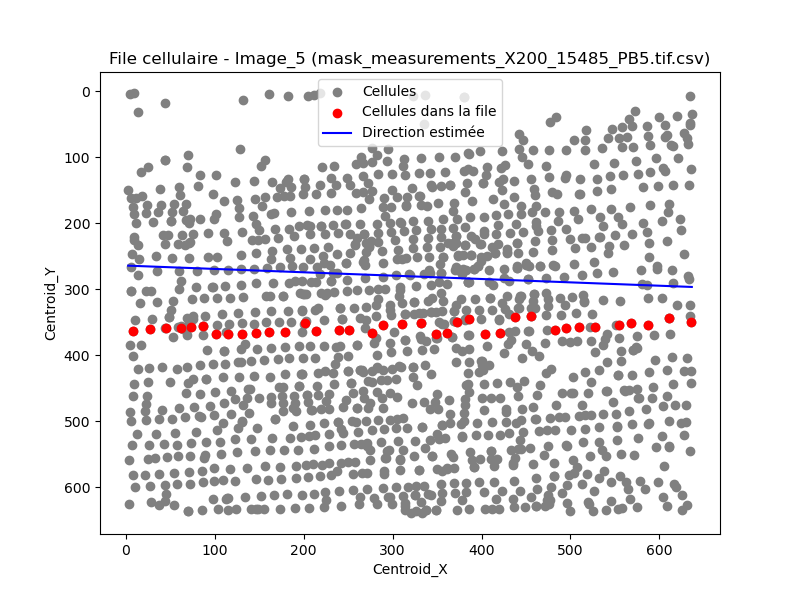 File cellulaire - Image_5 (mask_measurements_X200_15485_PB5.tif.csv)
Cellules
Cellules dans la file
Direction estimée
0
100
200
300
400
500
600
Centroid_Y
0 100 200 300 400 500 600
Centroid_X